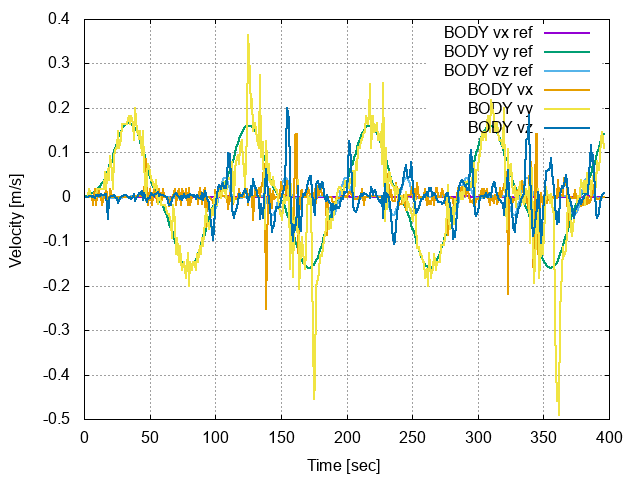 0.4
0.3
0.2
0.1
0
-0.1
-0.2
-0.3
-0.4
-0.5
Velocity [m/s]
BODY vx ref
BODY vy ref
BODY vz ref
BODY vx
BODY vy
BODY vz
0 50 100 150 200 250 300 350 400
Time [sec]